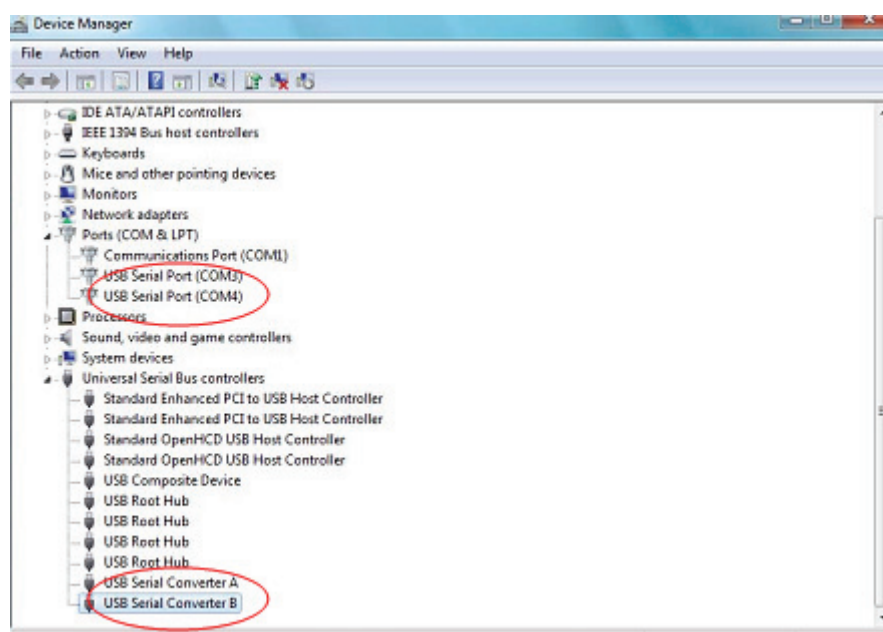 Device Manager
File Action View Help
IDE ATA/ATAPI controllers
IEEE 1394 Bus host controllers
Keyboards
Mice and other pointing devices
Monitors
Network adapters
Ports (COM & LPT)
Communications Port (COM1)
USB Serial Port (COM3)
USB Serial Port (COM4)
Processors
Sound, video and game controllers
System devices
Universal Serial Bus controllers
Standard Enhanced PCI to USB Host Controller
Standard Enhanced PCI to USB Host Controller
Standard OpenHCD USB Host Controller
Standard OpenHCD USB Host Controller
USB Composite Device
USB Root Hub
USB Root Hub
USB Root Hub
USB Root Hub
USB Serial Converter A
USB Serial Converter B